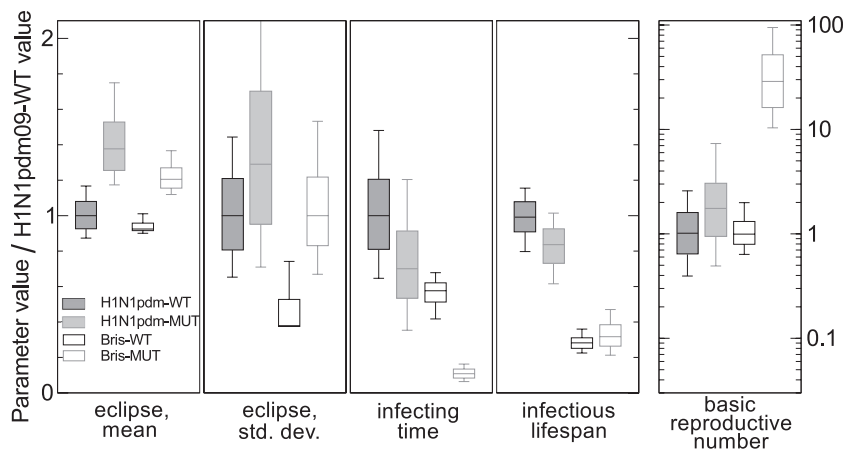 Parameter value / H1N1pdm09-WT value
2
1
0
H1N1pdm-WT
H1N1pdm-MUT
Bris-WT
Bris-MUT
eclipse,
mean
eclipse,
std. dev.
infecting
time
infectious
lifespan
basic
reproductive
number
100
10
1
0.1